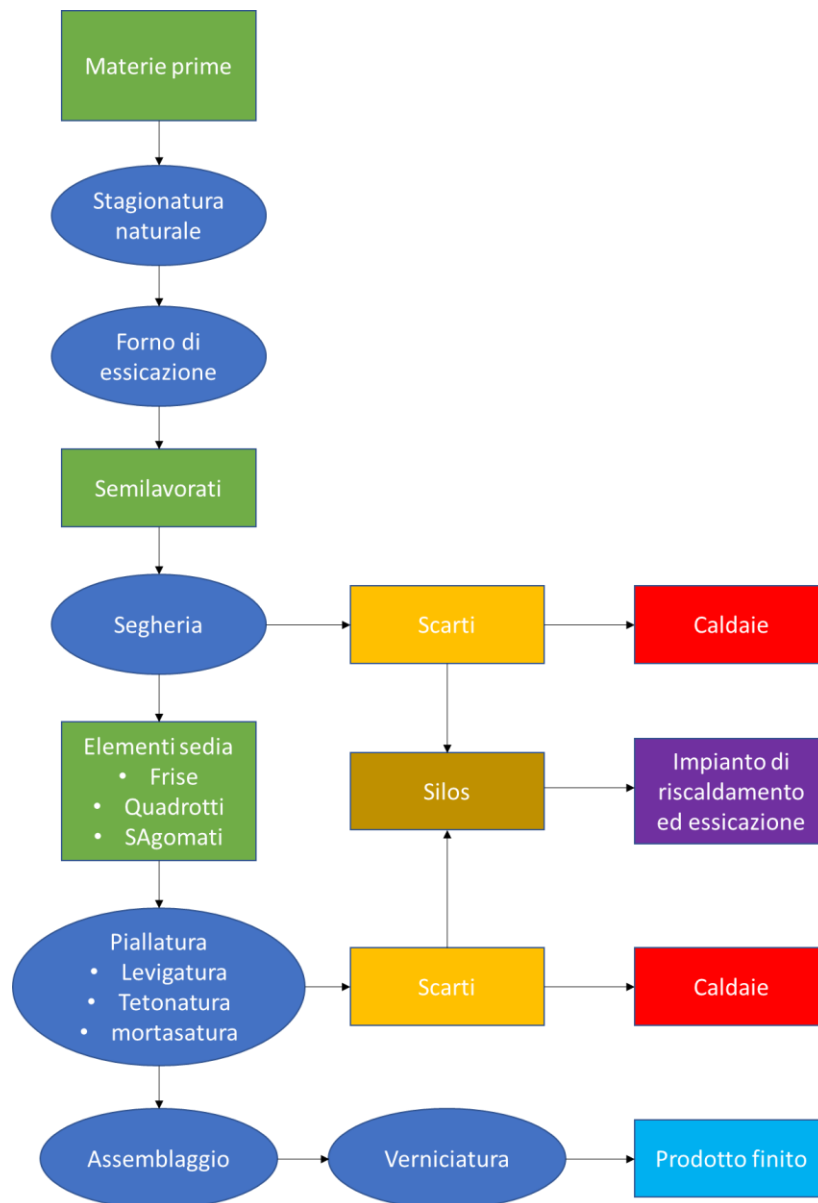 Materie prime
Stagionatura
naturale
Forno di
essicazione
Semilavorati
Segheria
Scarti
Caldaie
Elementi sedia
• Frise
• Quadrotti
• SAgomati
Silos
Impianto di
riscaldamento
ed essicazione
Piallatura
• Levigatura
• Tetonatura
• mortasatura
Scarti
Caldaie
Assemblaggio
Verniciatura
Prodotto finito